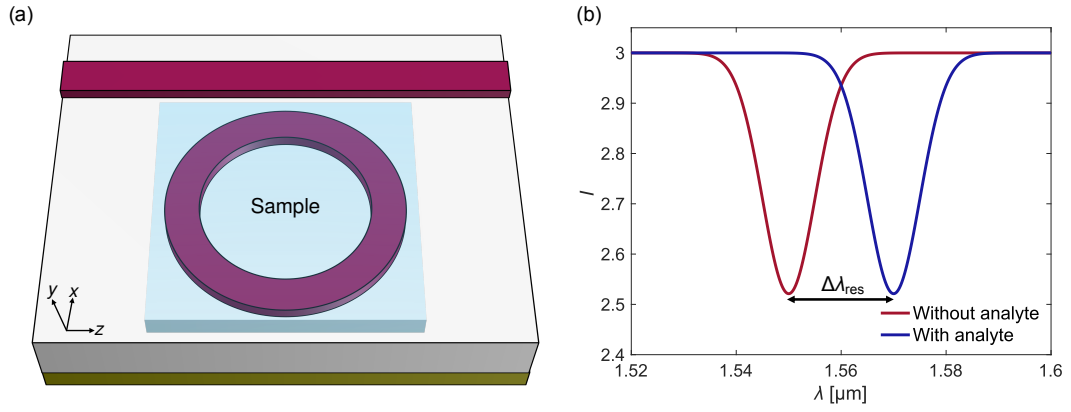 (a)
Sample
y
x
z
(b)
3
2.9
2.8
2.7
2.6
2.5
2.4
I
1.52
1.54
1.56
1.58
1.6
λ [μm]
Δλres
Without analyte
With analyte